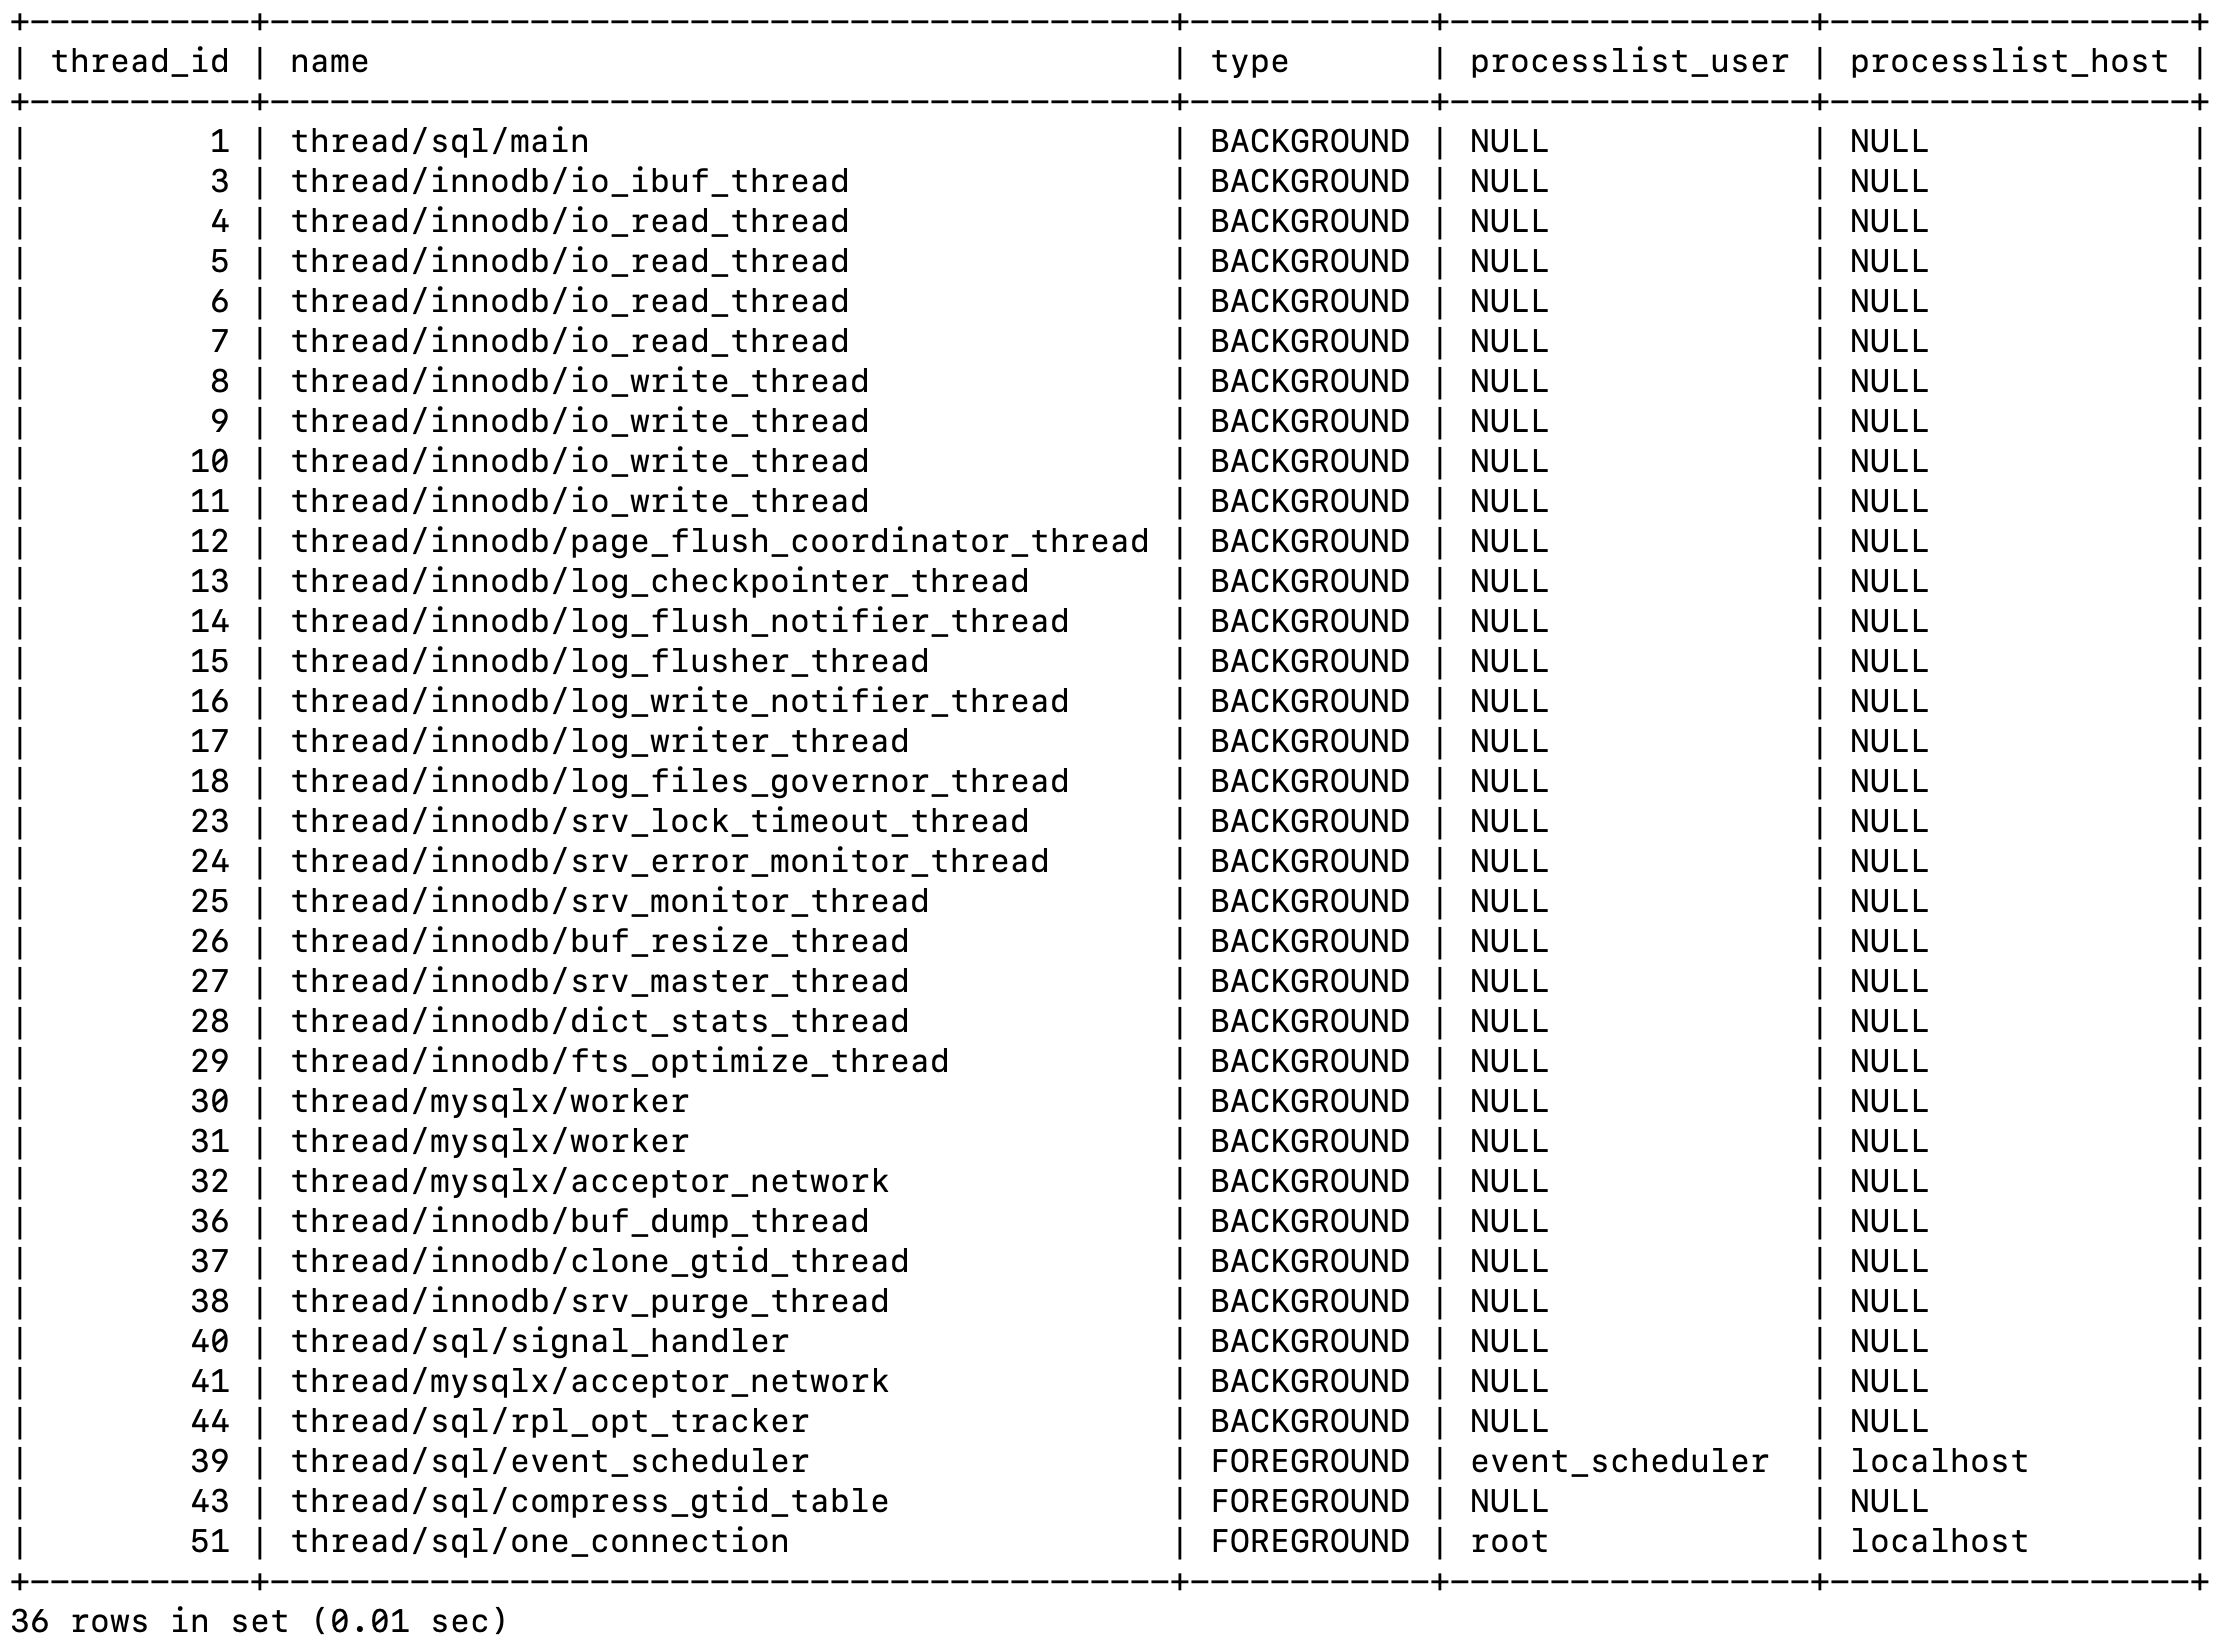 +-----------+---------------------------------------------+------------+------------------+------------------+
| thread_id | name                                        | type       | processlist_user | processlist_host |
+-----------+---------------------------------------------+------------+------------------+------------------+
|         1 | thread/sql/main                             | BACKGROUND | NULL             | NULL             |
|         3 | thread/innodb/io_ibuf_thread                | BACKGROUND | NULL             | NULL             |
|         4 | thread/innodb/io_read_thread                | BACKGROUND | NULL             | NULL             |
|         5 | thread/innodb/io_read_thread                | BACKGROUND | NULL             | NULL             |
|         6 | thread/innodb/io_read_thread                | BACKGROUND | NULL             | NULL             |
|         7 | thread/innodb/io_read_thread                | BACKGROUND | NULL             | NULL             |
|         8 | thread/innodb/io_write_thread               | BACKGROUND | NULL             | NULL             |
|         9 | thread/innodb/io_write_thread               | BACKGROUND | NULL             | NULL             |
|        10 | thread/innodb/io_write_thread               | BACKGROUND | NULL             | NULL             |
|        11 | thread/innodb/io_write_thread               | BACKGROUND | NULL             | NULL             |
|        12 | thread/innodb/page_flush_coordinator_thread | BACKGROUND | NULL             | NULL             |
|        13 | thread/innodb/log_checkpointer_thread       | BACKGROUND | NULL             | NULL             |
|        14 | thread/innodb/log_flush_notifier_thread     | BACKGROUND | NULL             | NULL             |
|        15 | thread/innodb/log_flusher_thread            | BACKGROUND | NULL             | NULL             |
|        16 | thread/innodb/log_write_notifier_thread     | BACKGROUND | NULL             | NULL             |
|        17 | thread/innodb/log_writer_thread             | BACKGROUND | NULL             | NULL             |
|        18 | thread/innodb/log_files_governor_thread     | BACKGROUND | NULL             | NULL             |
|        23 | thread/innodb/srv_lock_timeout_thread       | BACKGROUND | NULL             | NULL             |
|        24 | thread/innodb/srv_error_monitor_thread      | BACKGROUND | NULL             | NULL             |
|        25 | thread/innodb/srv_monitor_thread            | BACKGROUND | NULL             | NULL             |
|        26 | thread/innodb/buf_resize_thread             | BACKGROUND | NULL             | NULL             |
|        27 | thread/innodb/srv_master_thread             | BACKGROUND | NULL             | NULL             |
|        28 | thread/innodb/dict_stats_thread             | BACKGROUND | NULL             | NULL             |
|        29 | thread/innodb/fts_optimize_thread           | BACKGROUND | NULL             | NULL             |
|        30 | thread/mysqlx/worker                        | BACKGROUND | NULL             | NULL             |
|        31 | thread/mysqlx/worker                        | BACKGROUND | NULL             | NULL             |
|        32 | thread/mysqlx/acceptor_network              | BACKGROUND | NULL             | NULL             |
|        36 | thread/innodb/buf_dump_thread               | BACKGROUND | NULL             | NULL             |
|        37 | thread/innodb/clone_gtid_thread             | BACKGROUND | NULL             | NULL             |
|        38 | thread/innodb/srv_purge_thread              | BACKGROUND | NULL             | NULL             |
|        40 | thread/sql/signal_handler                   | BACKGROUND | NULL             | NULL             |
|        41 | thread/mysqlx/acceptor_network              | BACKGROUND | NULL             | NULL             |
|        44 | thread/sql/rpl_opt_tracker                  | BACKGROUND | NULL             | NULL             |
|        39 | thread/sql/event_scheduler                  | FOREGROUND | event_scheduler  | localhost        |
|        43 | thread/sql/compress_gtid_table              | FOREGROUND | NULL             | NULL             |
|        51 | thread/sql/one_connection                   | FOREGROUND | root             | localhost        |
+-----------+---------------------------------------------+------------+------------------+------------------+
36 rows in set (0.01 sec)